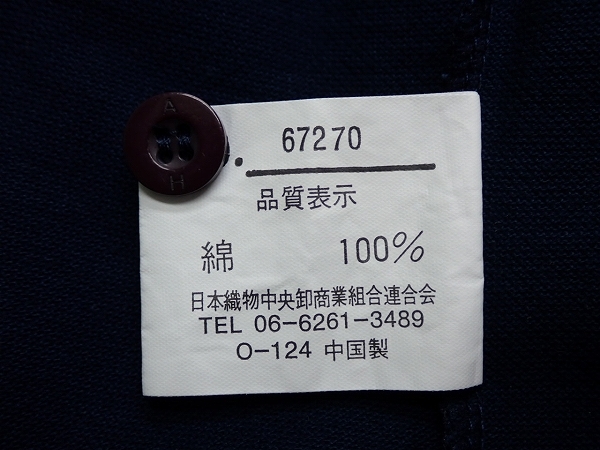 A
H
67270
品質表示
綿 100%
日本織物中央卸商業組合連合会
TEL 06-6261-3489
O-124 中国製